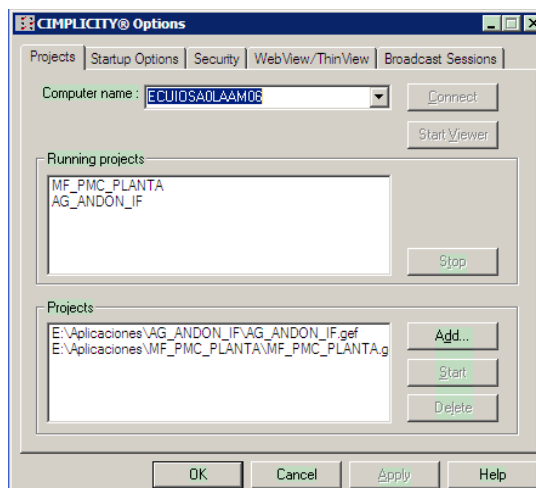 CIMPLICITY® Options
Projects Startup Options Security WebView/ThinView Broadcast Sessions
Computer name : ECUIOSA0LAAM06 Connect
Start Viewer
Running projects
MF_PMC_PLANTA
AG_ANDON_IF
Stop
Projects
E:\Aplicaciones\AG_ANDON_IF\AG_ANDON_IF.gef
E:\Aplicaciones\MF_PMC_PLANTA\MF_PMC_PLANTA.g
Add...
Start
Delete
OK Cancel Apply Help